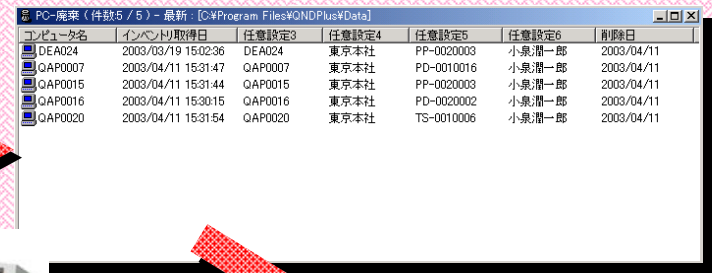 PC-廃棄 ( 件数:5 / 5 ) - 最新 : [C:¥Program Files¥QNDPlus¥Data]
コンピュータ名 インベントリ取得日 任意設定3 任意設定4 任意設定5 任意設定6 削除日
DEA024 2003/03/19 15:02:36 DEA024 東京本社 PP-0020003 小泉潤一郎 2003/04/11
QAP0007 2003/04/11 15:31:47 QAP0007 東京本社 PD-0010016 小泉潤一郎 2003/04/11
QAP0015 2003/04/11 15:31:44 QAP0015 東京本社 PP-0020003 小泉潤一郎 2003/04/11
QAP0016 2003/04/11 15:30:15 QAP0016 東京本社 PD-0020002 小泉潤一郎 2003/04/11
QAP0020 2003/04/11 15:31:54 QAP0020 東京本社 TS-0010006 小泉潤一郎 2003/04/11